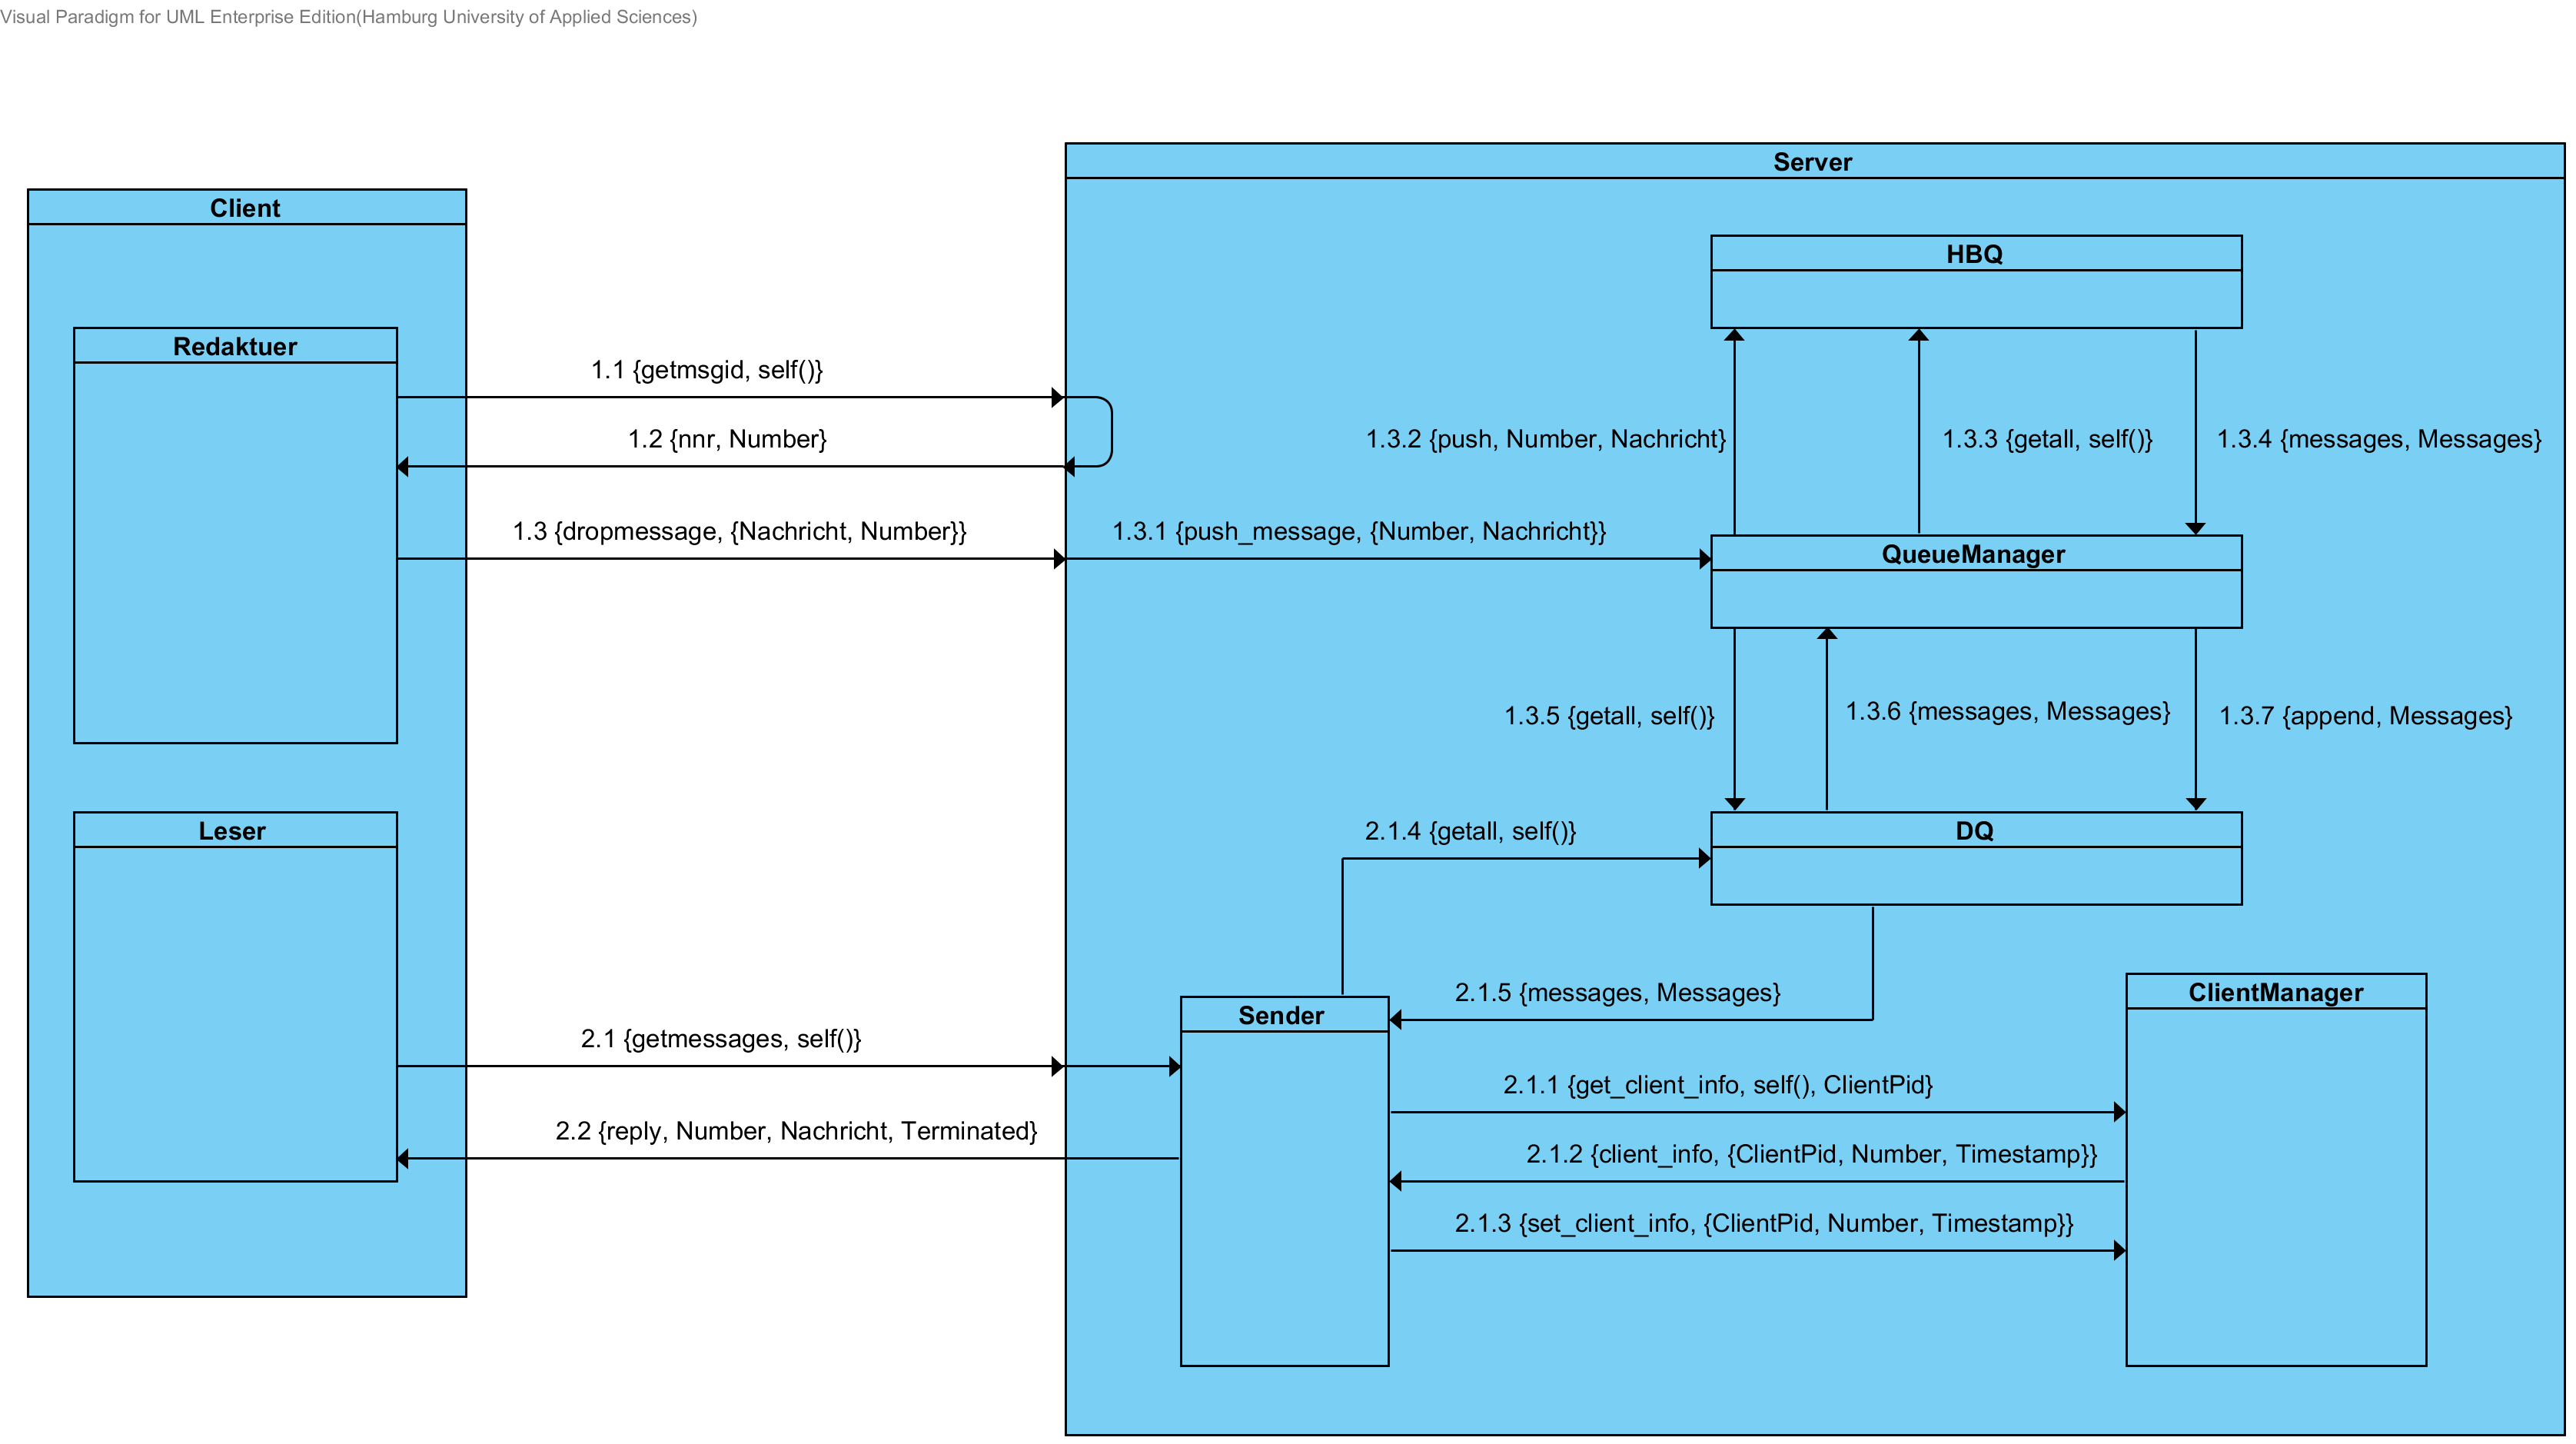 Visual Paradigm for UML Enterprise Edition(Hamburg University of Applied Sciences)
Server
Client
HBQ
Redaktuer
1.1 {getmsgid, self()}
1.2 {nnr, Number}
1.3.2 {push, Number, Nachricht}
1.3.3 {getall, self()}
1.3.4 {messages, Messages}
1.3 {dropmessage, {Nachricht, Number}}
1.3.1 {push_message, {Number, Nachricht}}
QueueManager
1.3.5 {getall, self()}
1.3.6 {messages, Messages}
1.3.7 {append, Messages}
Leser
2.1.4 {getall, self()}
DQ
2.1.5 {messages, Messages}
ClientManager
Sender
2.1 {getmessages, self()}
2.1.1 {get_client_info, self(), ClientPid}
2.2 {reply, Number, Nachricht, Terminated}
2.1.2 {client_info, {ClientPid, Number, Timestamp}}
2.1.3 {set_client_info, {ClientPid, Number, Timestamp}}